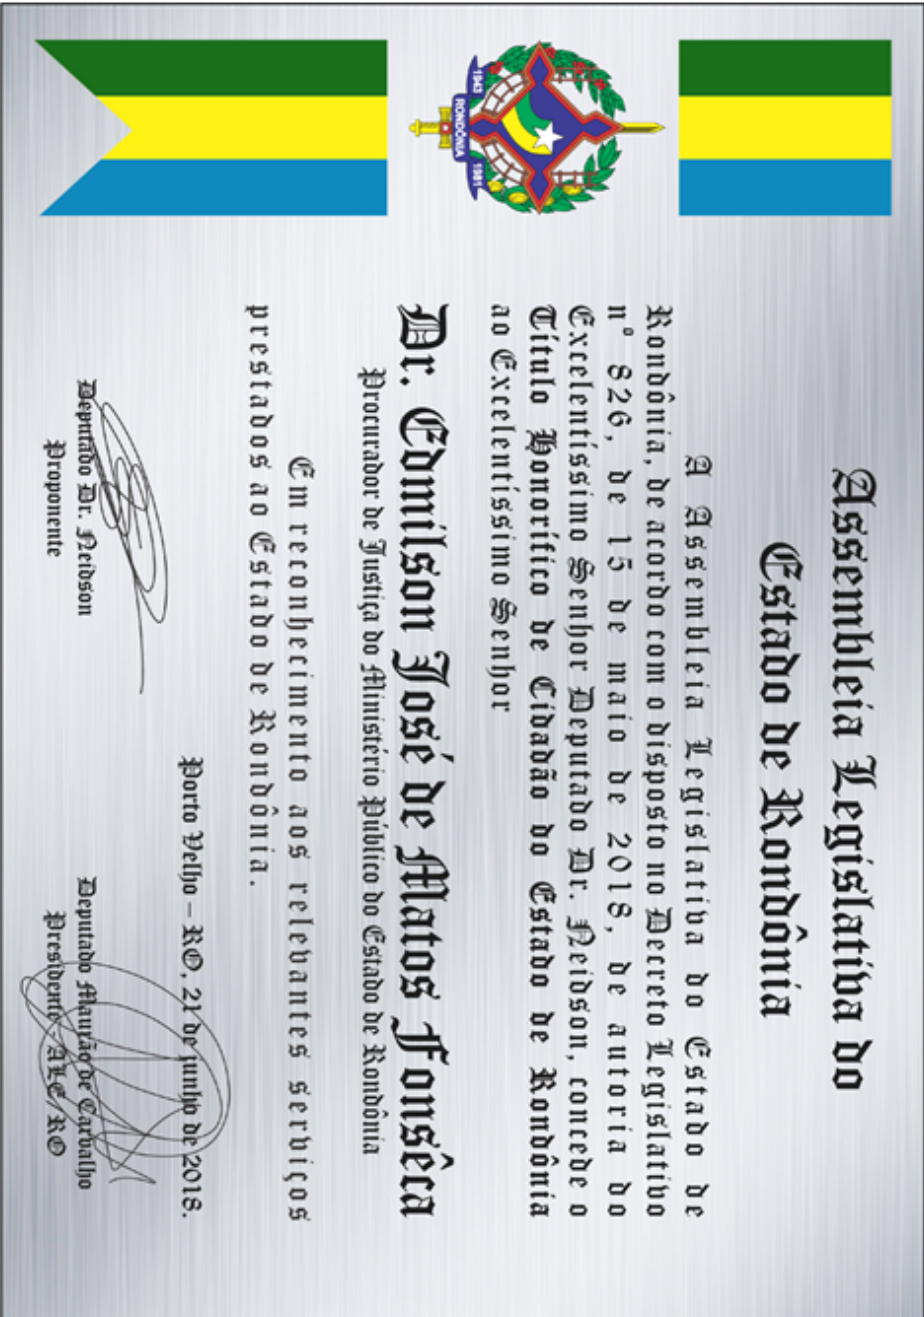 Assembleia Legislativa do
Estado de Rondônia
1943 RONDÔNIA 1981
A Assembleia Legislativa do Estado de
Rondônia, de acordo com o disposto no Decreto Legislativo
nº 826, de 15 de maio de 2018, de autoria do
Excelentíssimo Senhor Deputado Dr. Neidson, concede o
Título Honorífico de Cidadão do Estado de Rondônia
ao Excelentíssimo Senhor
Dr. Edmilson José de Matos Fonsêca
Procurador de Justiça do Ministério Público do Estado de Rondônia
Em reconhecimento aos relevantes serviços
prestados ao Estado de Rondônia.
Porto Velho – RO, 21 de junho de 2018.
Deputado Dr. Neidson
Proponente
Deputado Maurão de Carvalho
Presidente - ALE/RO